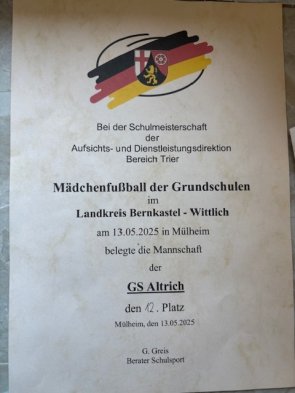 Bei der Schulmeisterschaft
der
Aufsichts- und Dienstleistungsdirektion
Bereich Trier
Mädchenfußball der Grundschulen
im
Landkreis Bernkastel - Wittlich
am 13.05.2025 in Mülheim
belegte die Mannschaft
der
GS Altrich
den 12. Platz
Mülheim, den 13.05.2025
G. Greis
Berater Schulsport